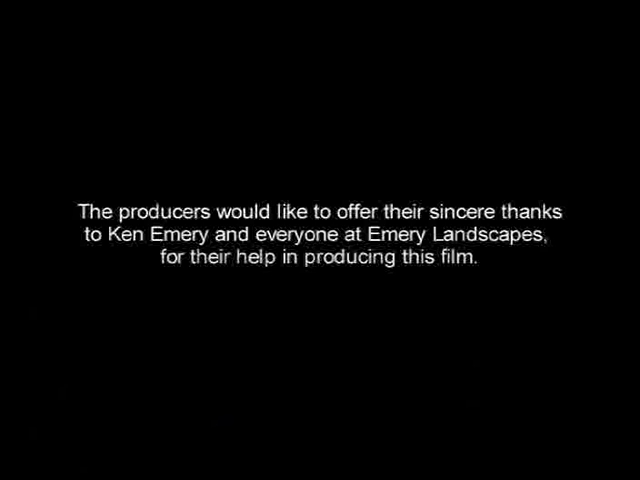 The producers would like to offer their sincere thanks
to Ken Emery and everyone at Emery Landscapes,
for their help in producing this film.